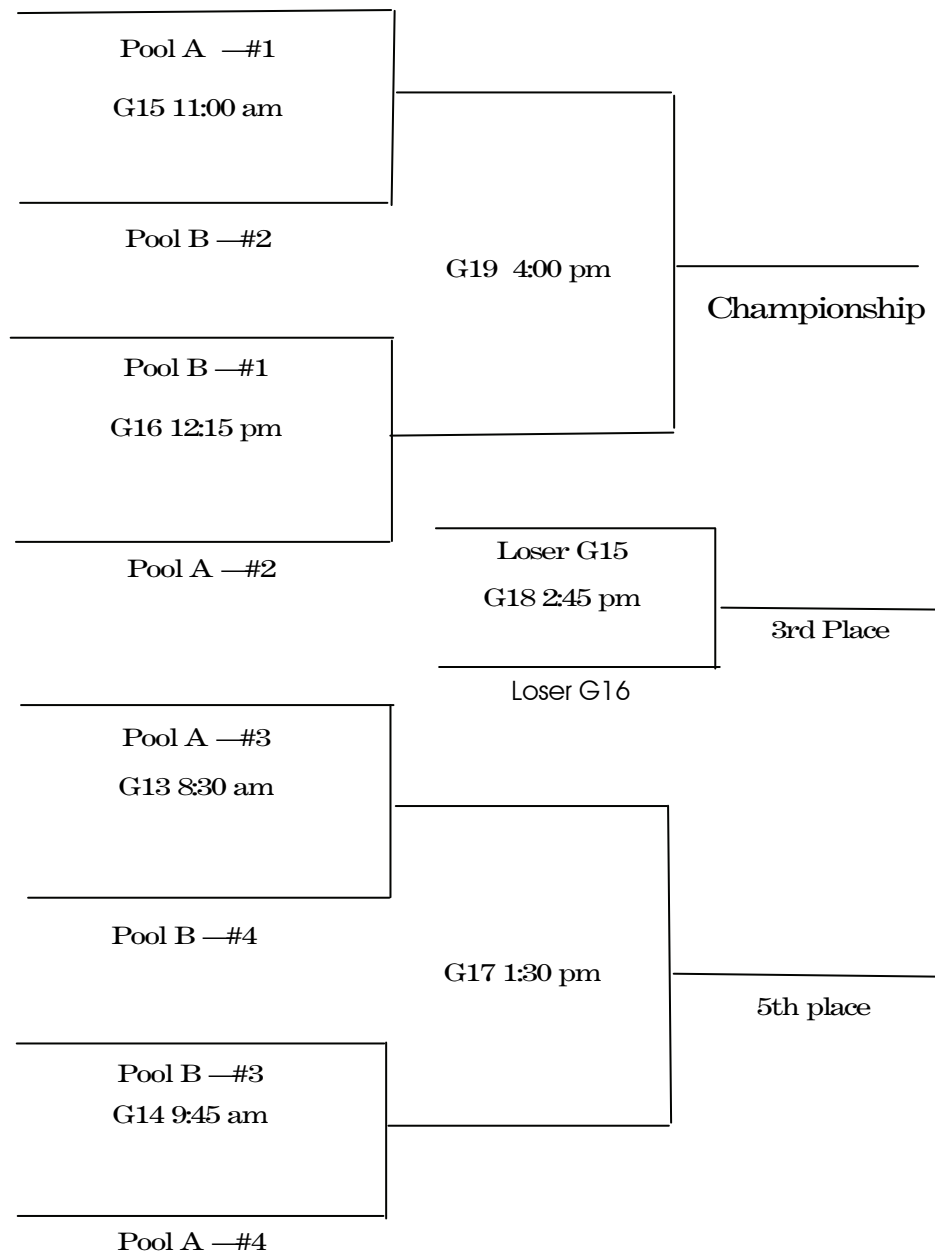 Pool A —#1
G15 11:00 am
Pool B —#2
G19 4:00 pm
Championship
Pool B —#1
G16 12:15 pm
Pool A —#2
Loser G15
G18 2:45 pm
3rd Place
Loser G16
Pool A —#3
G13 8:30 am
Pool B —#4
G17 1:30 pm
5th place
Pool B —#3
G14 9:45 am
Pool A —#4